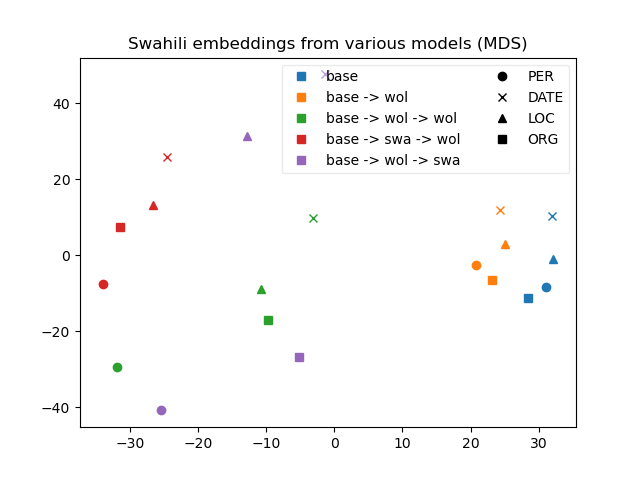 Swahili embeddings from various models (MDS)
base
base -> wol
base -> wol -> wol
base -> swa -> wol
base -> wol -> swa
PER
DATE
LOC
ORG
40
20
0
−20
−40
−30
−20
−10
0
10
20
30